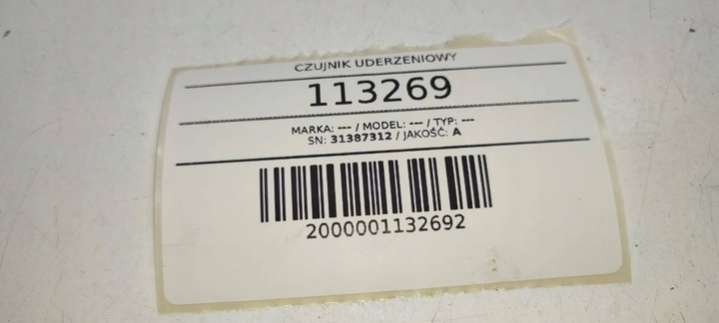 CZUJNIK UDERZENIOWY
113269
MARKA: --- / MODEL: --- / TYP: ---
SN: 31387312 / JAKOŚĆ: A
2000001132692